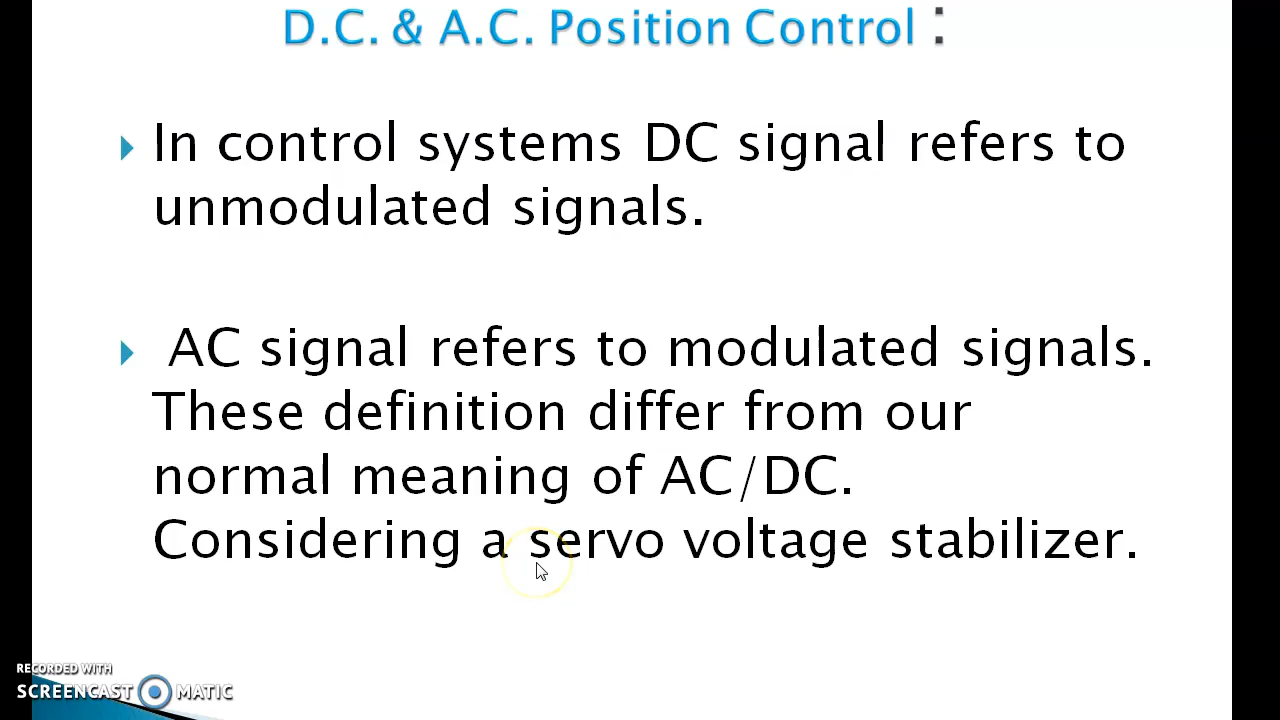 D.C. & A.C. Position Control :
In control systems DC signal refers to
unmodulated signals.
AC signal refers to modulated signals.
These definition differ from our
normal meaning of AC/DC.
Considering a servo voltage stabilizer.
RECORDED WITH
SCREENCAST MATIC